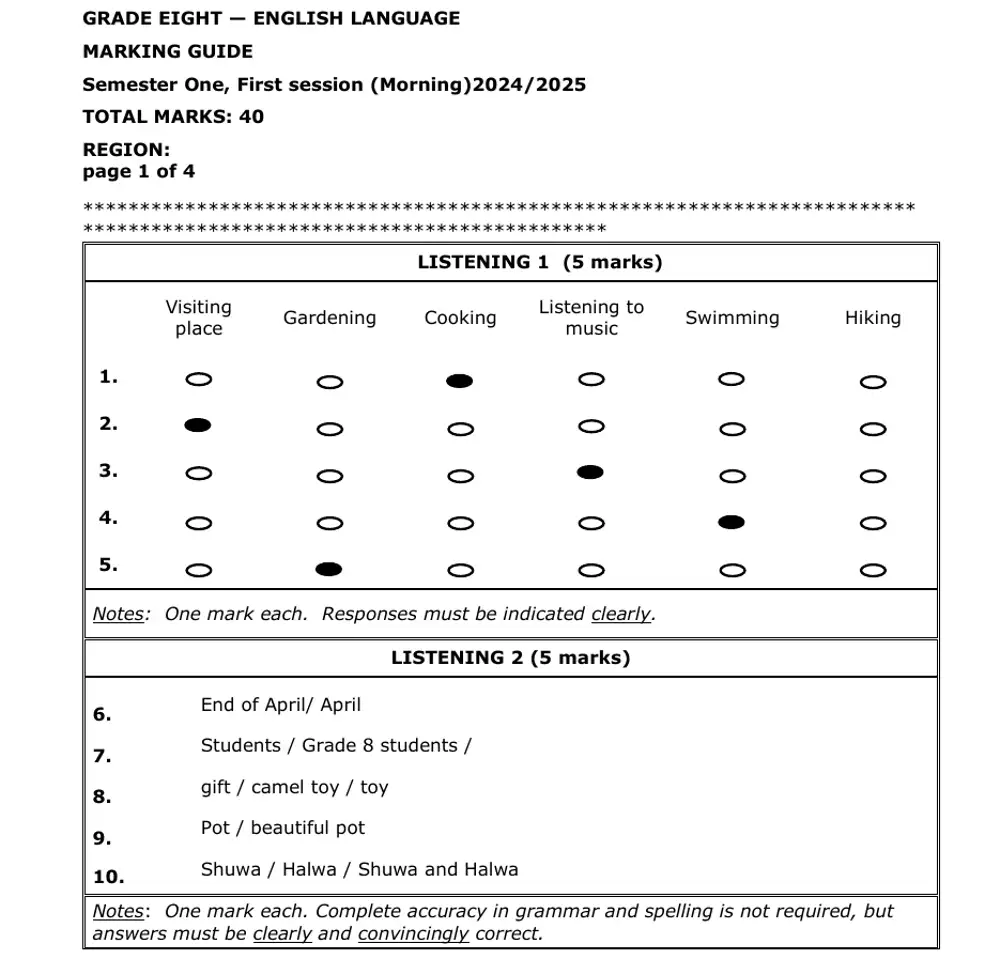 GRADE EIGHT — ENGLISH LANGUAGE
MARKING GUIDE
Semester One, First session (Morning)2024/2025
TOTAL MARKS: 40
REGION:
page 1 of 4
**************************************************************************
***********************************************
LISTENING 1 (5 marks)
Visiting place Gardening Cooking Listening to music Swimming Hiking
1.
2.
3.
4.
5.
Notes: One mark each. Responses must be indicated clearly.
LISTENING 2 (5 marks)
6. End of April/ April
7. Students / Grade 8 students /
8. gift / camel toy / toy
9. Pot / beautiful pot
10. Shuwa / Halwa / Shuwa and Halwa
Notes: One mark each. Complete accuracy in grammar and spelling is not required, but
answers must be clearly and convincingly correct.